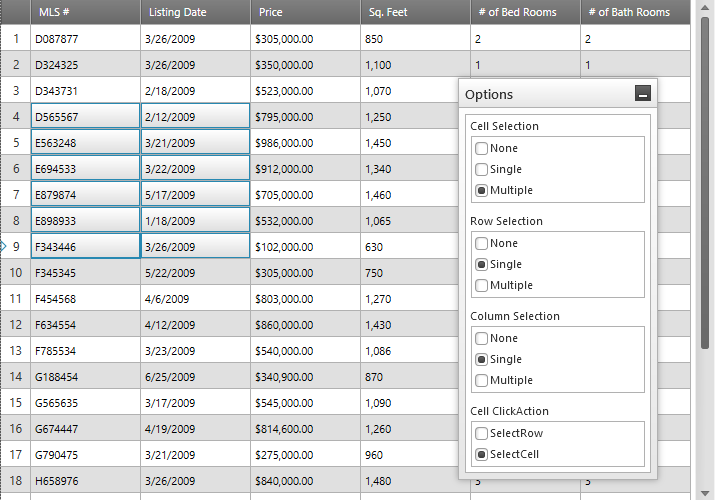 MLS # Listing Date Price Sq. Feet # of Bed Rooms # of Bath Rooms
1 D087877 3/26/2009 $305,000.00 850 2 2
2 D324325 3/26/2009 $350,000.00 1,100 1 1
3 D343731 2/18/2009 $523,000.00 1,070
4 D565567 2/12/2009 $795,000.00 1,250
5 E563248 3/21/2009 $986,000.00 1,450
6 E694533 3/22/2009 $912,000.00 1,340
7 E879874 5/17/2009 $705,000.00 1,460
8 E898933 1/18/2009 $532,000.00 1,065
9 F343446 3/26/2009 $102,000.00 630
10 F345345 5/22/2009 $305,000.00 750
11 F454568 4/6/2009 $803,000.00 1,270
12 F634554 4/12/2009 $860,000.00 1,430
13 F785534 3/23/2009 $540,000.00 1,086
14 G188454 6/25/2009 $340,900.00 870
15 G565635 3/17/2009 $545,000.00 1,090
16 G674447 4/19/2009 $814,600.00 1,260
17 G790475 3/21/2009 $275,000.00 960
18 H658976 3/26/2009 $840,000.00 1,480
Options
Cell Selection
None
Single
Multiple
Row Selection
None
Single
Multiple
Column Selection
None
Single
Multiple
Cell ClickAction
SelectRow
SelectCell